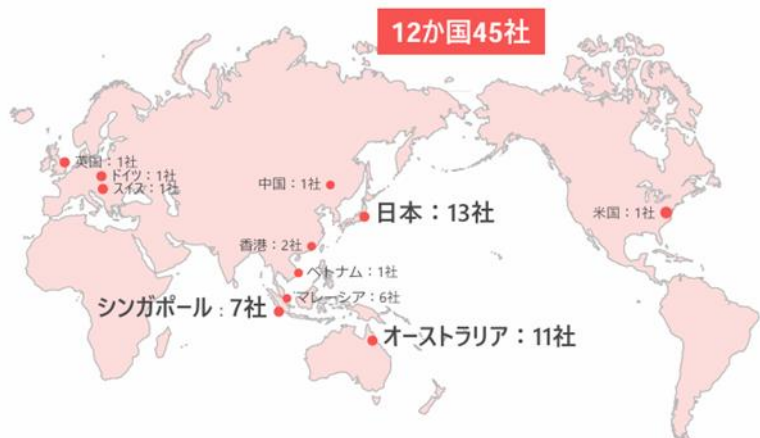 12か国45社
英国：1社
ドイツ：1社
スイス：1社
中国：1社
日本：13社
米国：1社
香港：2社
ベトナム：1社
マレーシア：6社
シンガポール：7社
オーストラリア：11社